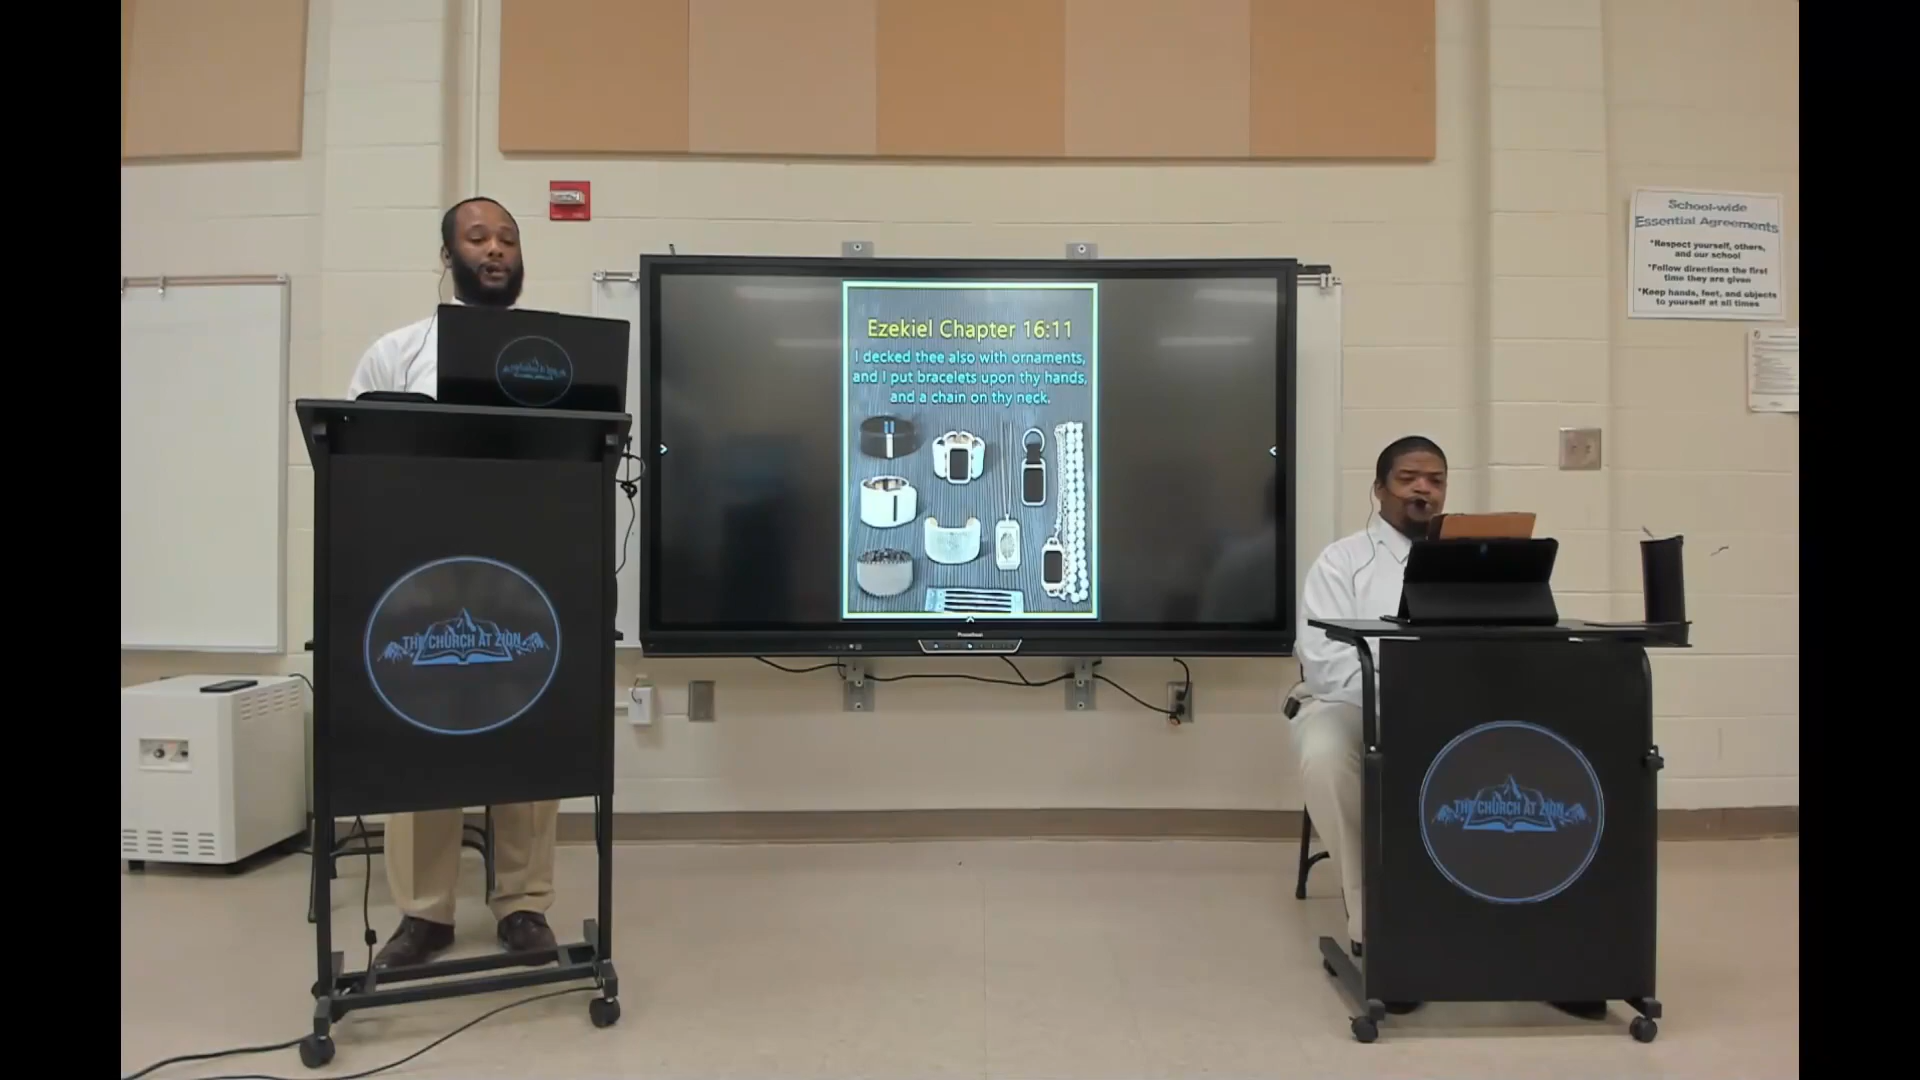 School-wide
Essential Agreements
*Respect yourself, others,
and our school
*Follow directions the first
time they are given
*Keep hands, feet, and objects
to yourself at all times
Ezekiel Chapter 16:11
I decked thee also with ornaments,
and I put bracelets upon thy hands,
and a chain on thy neck.
Promethean
THE CHURCH AT ZION
THE CHURCH AT ZION